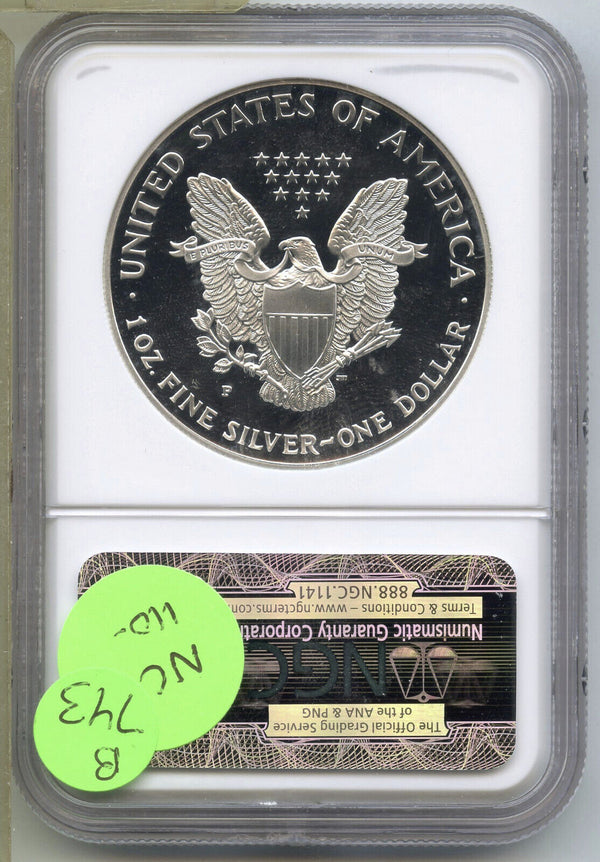 UNITED STATES OF AMERICA
E PLURIBUS UNUM
P
1 OZ. FINE SILVER~ONE DOLLAR
888.NGC.1141
Terms & Conditions – www.ngcterms.com
Numismatic Guaranty
NGC
The Official Grading Service
of the ANA & PNG
NC
B
743